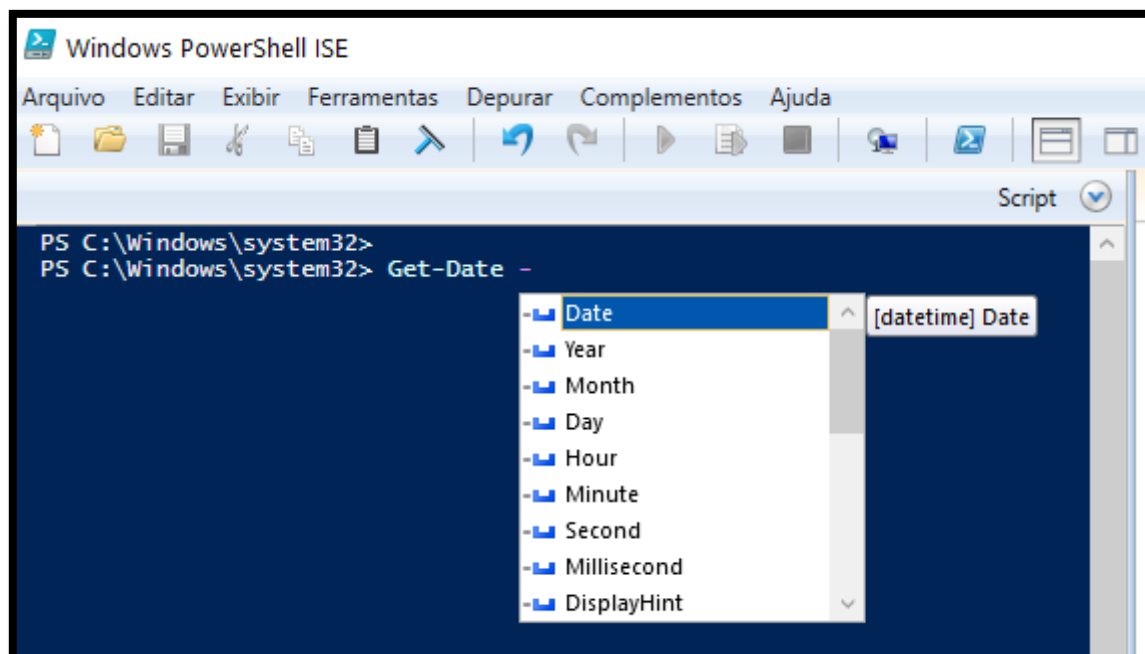 Windows PowerShell ISE
Arquivo Editar Exibir Ferramentas Depurar Complementos Ajuda
Script
PS C:\Windows\system32>
PS C:\Windows\system32> Get-Date -
Date
[datetime] Date
Year
Month
Day
Hour
Minute
Second
Millisecond
DisplayHint